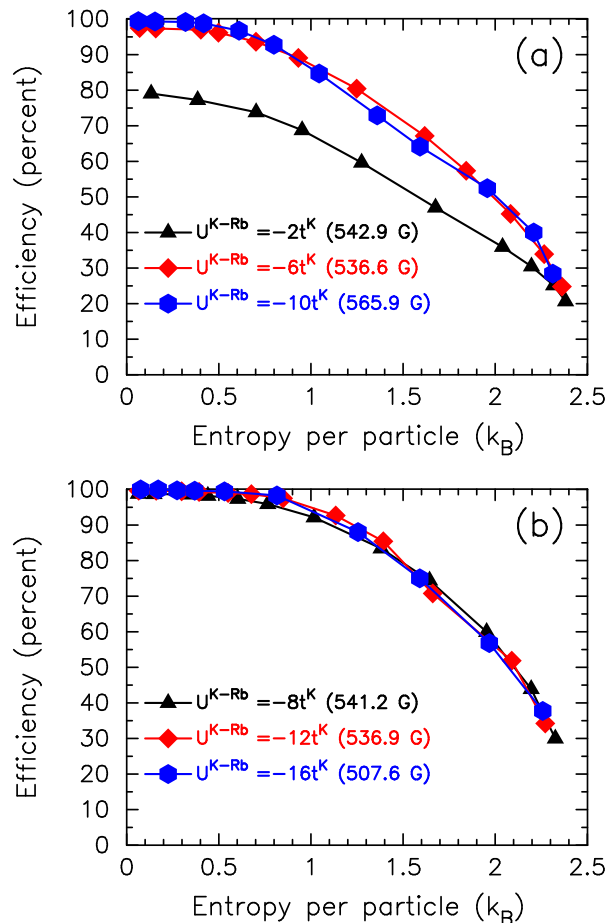 (a)
Efficiency (percent)
100
90
80
70
60
50
40
30
20
10
0
U^K−Rb =−2t^K (542.9 G)
U^K−Rb =−6t^K (536.6 G)
U^K−Rb =−10t^K (565.9 G)
0 0.5 1 1.5 2 2.5
Entropy per particle (k_B)
(b)
Efficiency (percent)
100
90
80
70
60
50
40
30
20
10
0
U^K−Rb =−8t^K (541.2 G)
U^K−Rb =−12t^K (536.9 G)
U^K−Rb =−16t^K (507.6 G)
0 0.5 1 1.5 2 2.5
Entropy per particle (k_B)